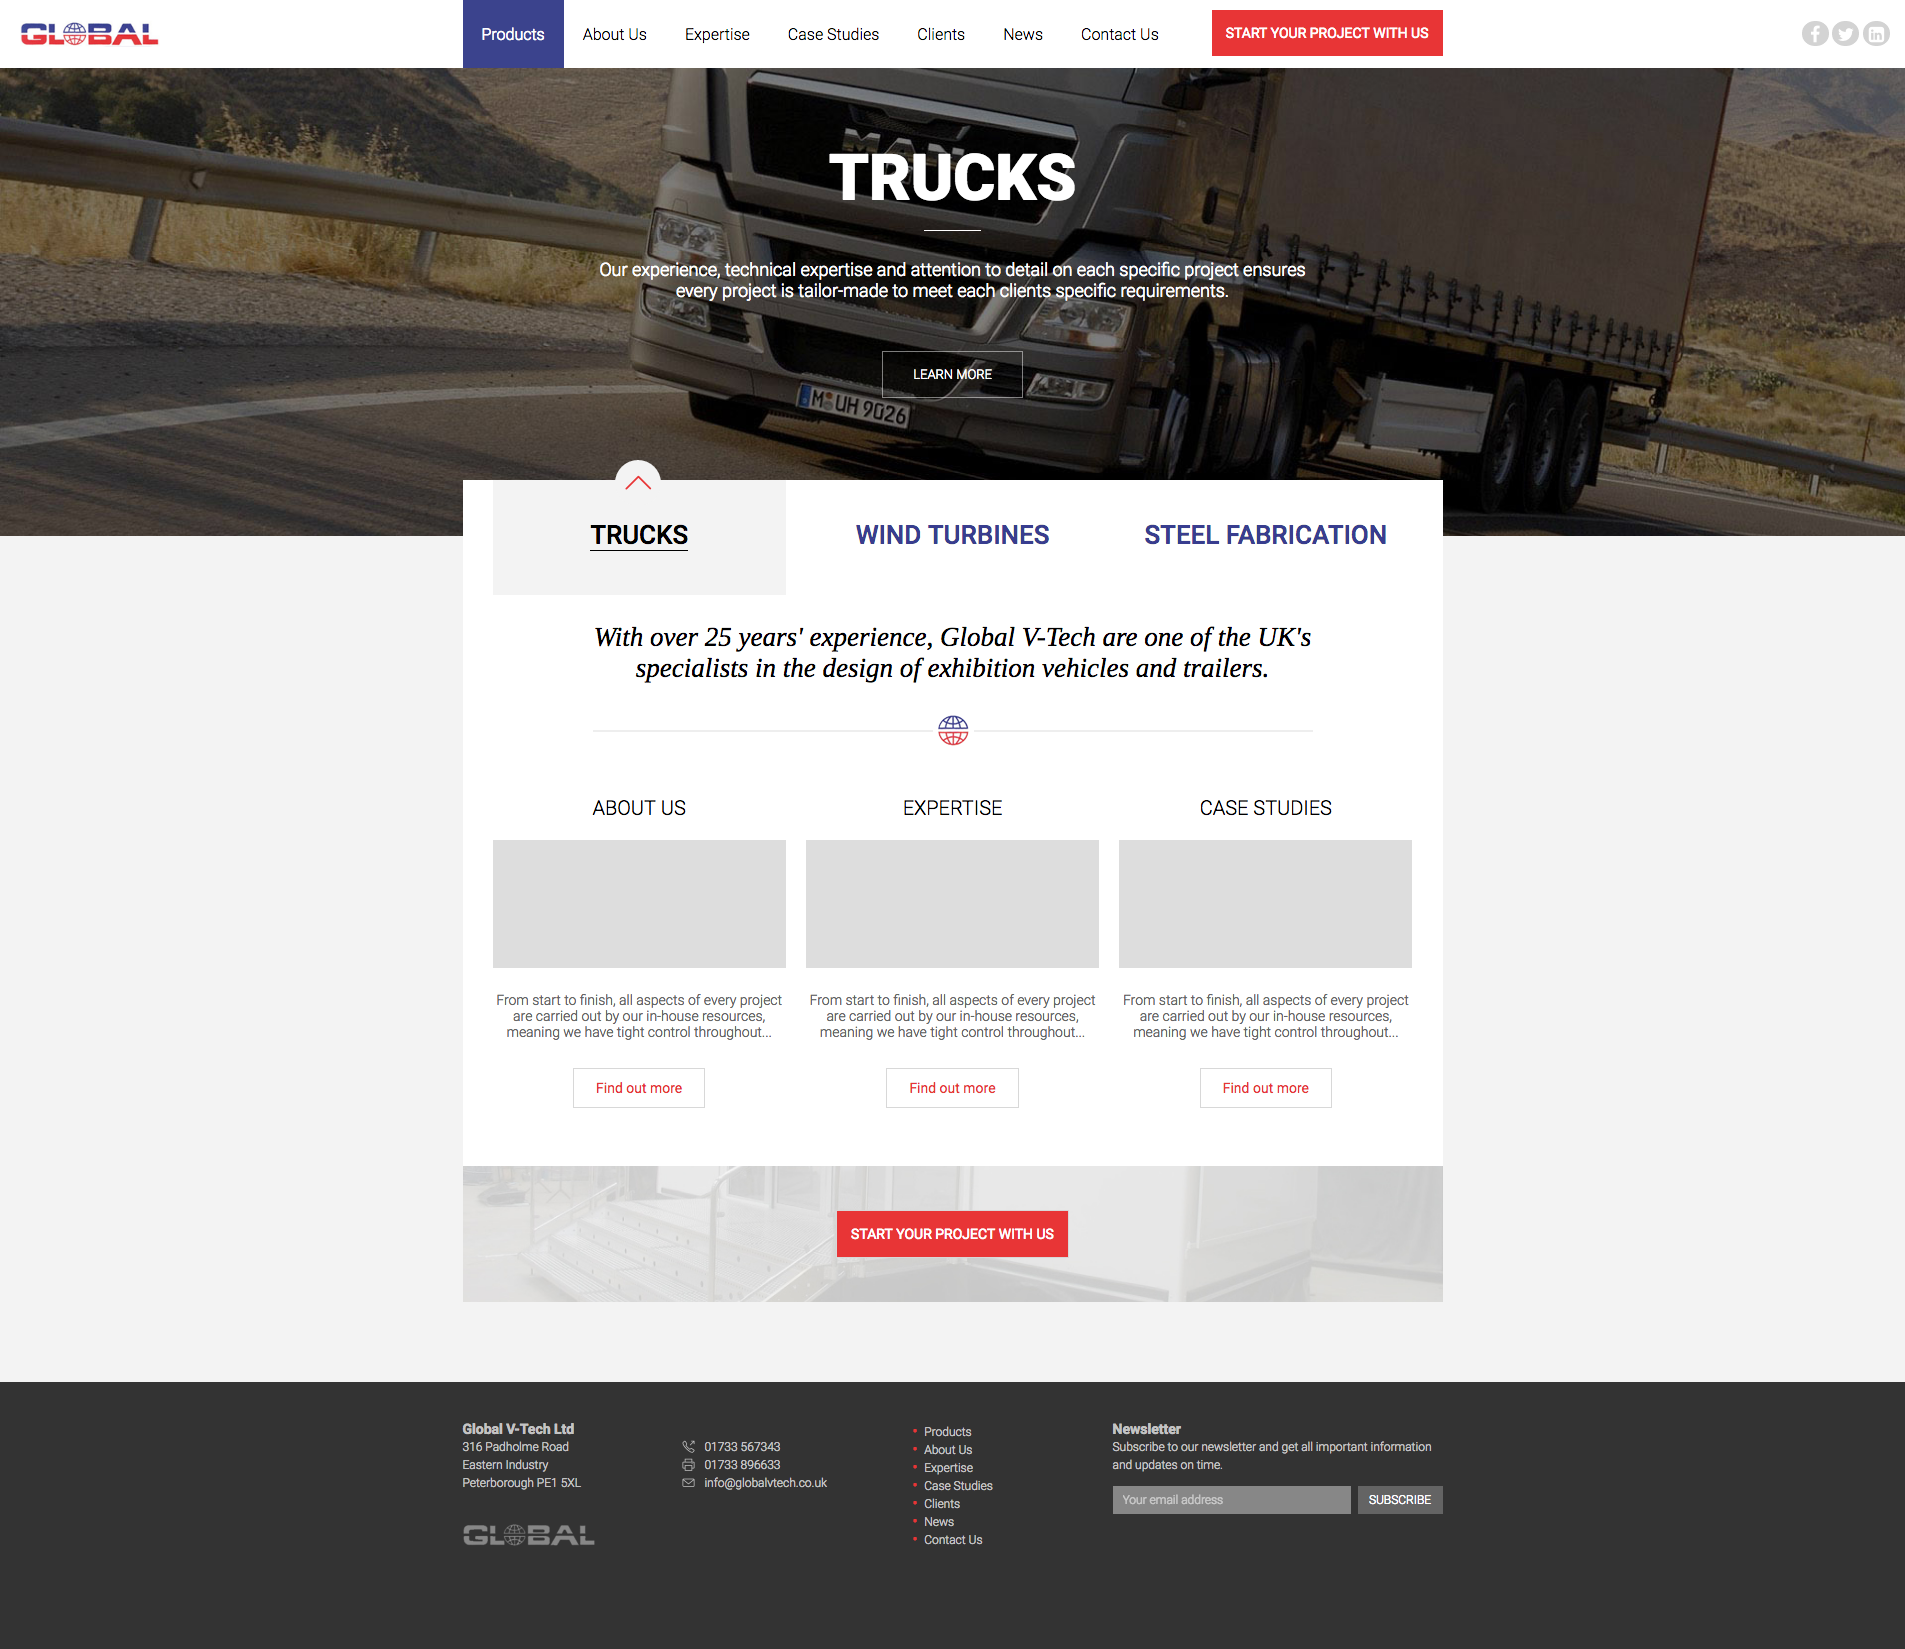 GLOBAL
Products
About Us
Expertise
Case Studies
Clients
News
Contact Us
START YOUR PROJECT WITH US
MAN
TRUCKS
Our experience, technical expertise and attention to detail on each specific project ensures
every project is tailor-made to meet each clients specific requirements.
LEARN MORE
M UH 9026
TRUCKS
WIND TURBINES
STEEL FABRICATION
With over 25 years' experience, Global V-Tech are one of the UK's
specialists in the design of exhibition vehicles and trailers.
ABOUT US
From start to finish, all aspects of every project
are carried out by our in-house resources,
meaning we have tight control throughout...
Find out more
EXPERTISE
From start to finish, all aspects of every project
are carried out by our in-house resources,
meaning we have tight control throughout...
Find out more
CASE STUDIES
From start to finish, all aspects of every project
are carried out by our in-house resources,
meaning we have tight control throughout...
Find out more
START YOUR PROJECT WITH US
Global V-Tech Ltd
316 Padholme Road
Eastern Industry
Peterborough PE1 5XL
GLOBAL
01733 567343
01733 896633
info@globalvtech.co.uk
Products
About Us
Expertise
Case Studies
Clients
News
Contact Us
Newsletter
Subscribe to our newsletter and get all important information
and updates on time.
Your email address
SUBSCRIBE